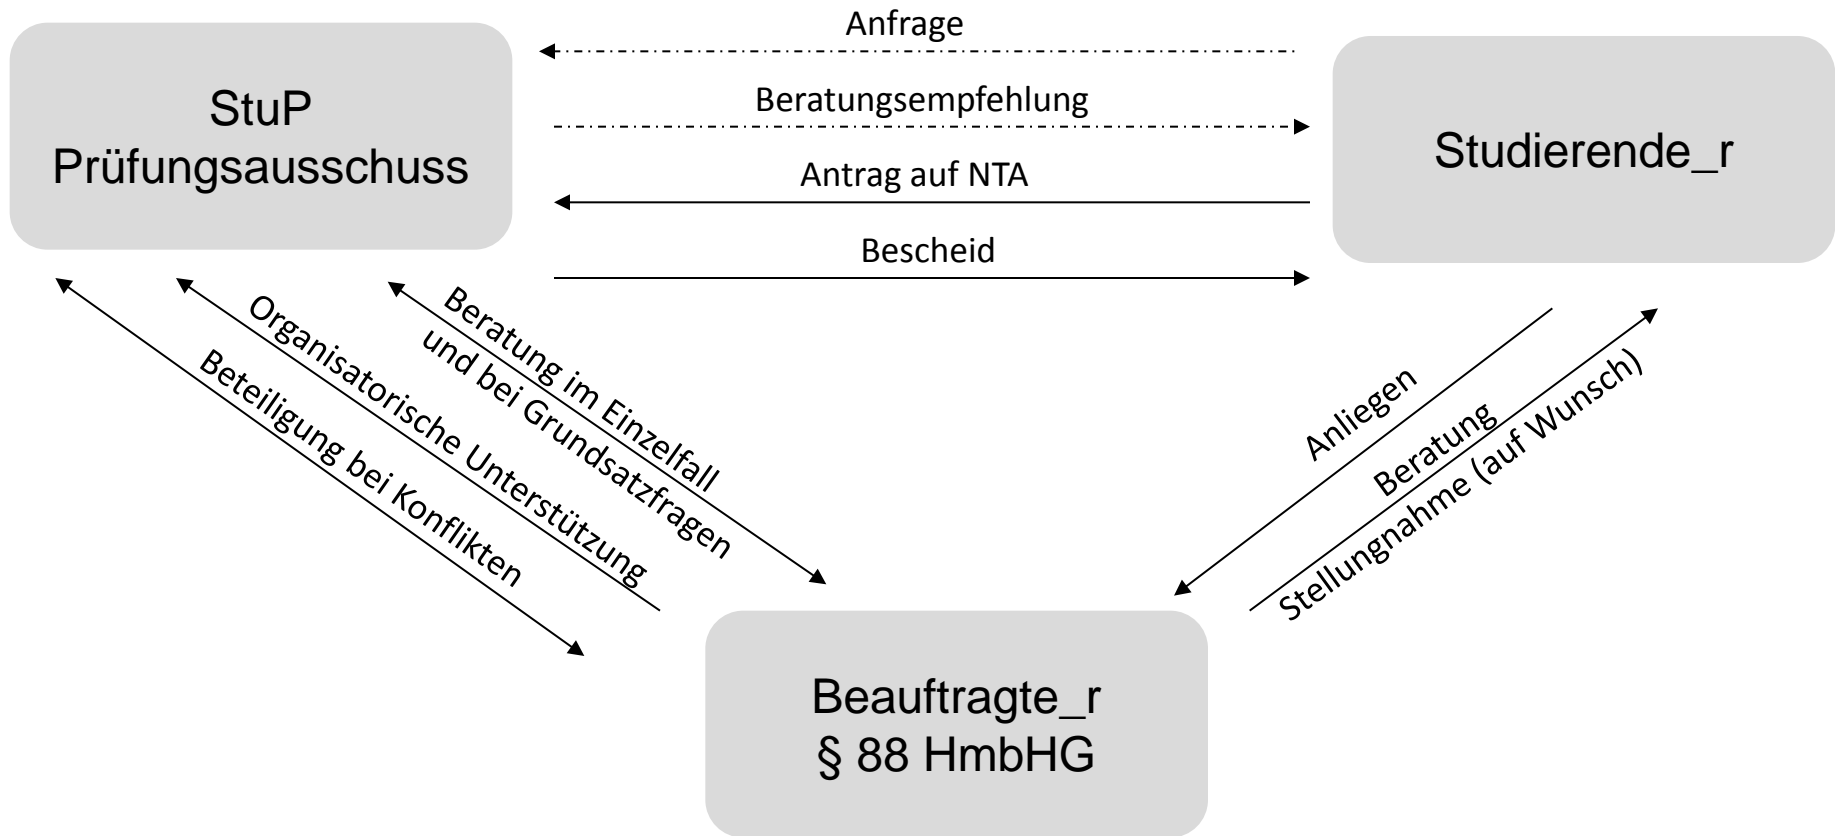 Anfrage
StuP
Prüfungsausschuss
Beratungsempfehlung
Studierende_r
Antrag auf NTA
Bescheid
Beratung im Einzelfall
und bei Grundsatzfragen
Organisatorische Unterstützung
Beteiligung bei Konflikten
Anliegen
Beratung
Stellungnahme (auf Wunsch)
Beauftragte_r
§ 88 HmbHG